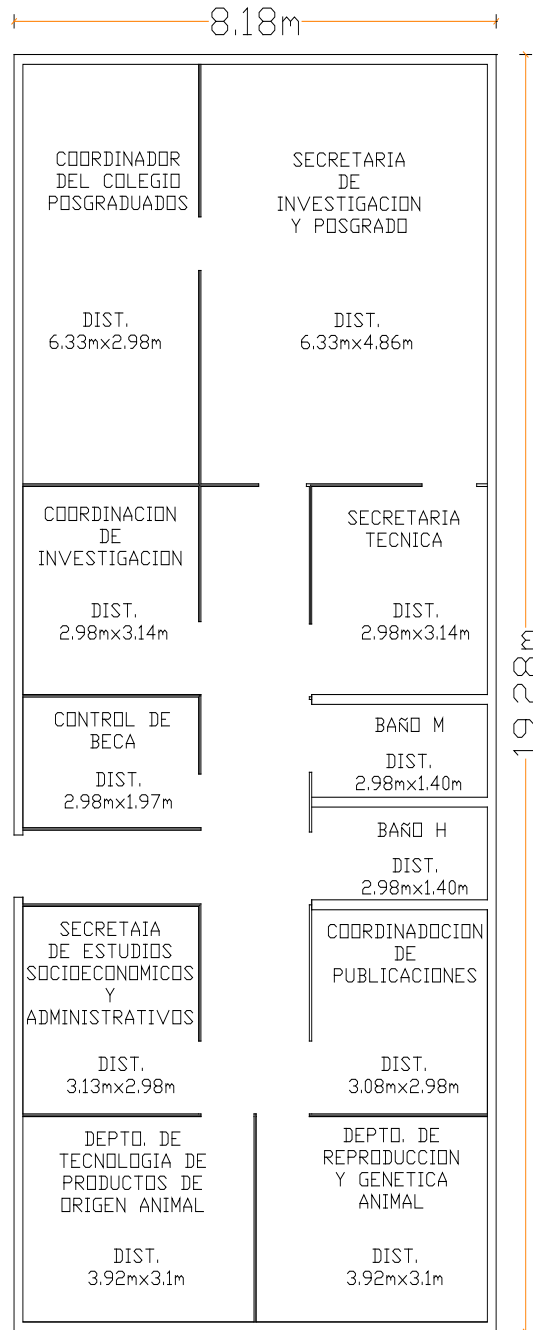 8.18m
COORDINADOR
DEL COLEGIO
POSGRADUADOS
DIST.
6.33mx2.98m
SECRETARIA
DE
INVESTIGACION
Y POSGRADO
DIST.
6.33mx4.86m
COORDINACION
DE
INVESTIGACION
DIST.
2.98mx3.14m
SECRETARIA
TECNICA
DIST.
2.98mx3.14m
19.28m
CONTROL DE
BECA
DIST.
2.98mx1.97m
BAÑO M
DIST.
2.98mx1.40m
BAÑO H
DIST.
2.98mx1.40m
SECRETAIA
DE ESTUDIOS
SOCIOECONOMICOS
Y
ADMINISTRATIVOS
DIST.
3.13mx2.98m
COORDINADOCION
DE
PUBLICACIONES
DIST.
3.08mx2.98m
DEPTO. DE
TECNOLOGIA DE
PRODUCTOS DE
ORIGEN ANIMAL
DIST.
3.92mx3.1m
DEPTO. DE
REPRODUCCION
Y GENETICA
ANIMAL
DIST.
3.92mx3.1m